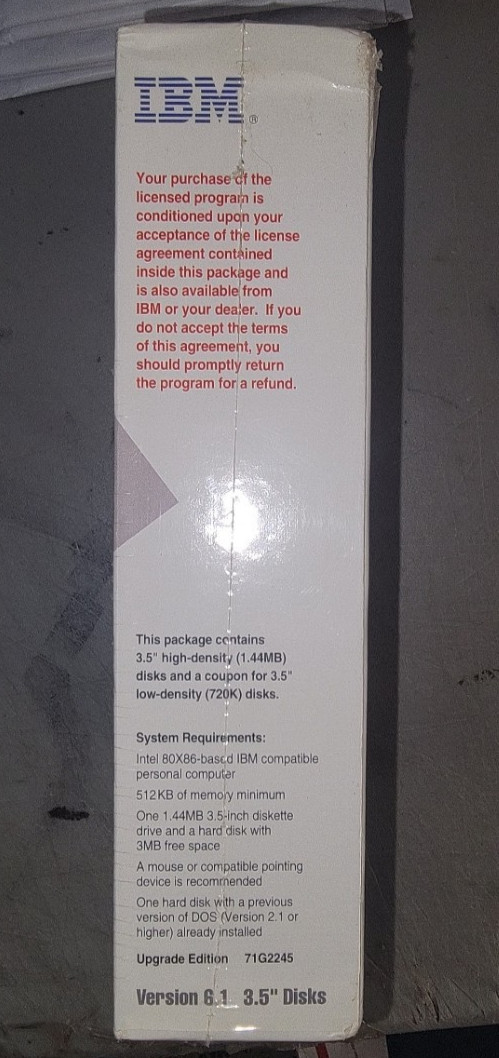 IBM®
Your purchase of the
licensed program is
conditioned upon your
acceptance of the license
agreement contained
inside this package and
is also available from
IBM or your dealer. If you
do not accept the terms
of this agreement, you
should promptly return
the program for a refund.
This package contains
3.5" high-density (1.44MB)
disks and a coupon for 3.5"
low-density (720K) disks.
System Requirements:
Intel 80X86-based IBM compatible
personal computer
512KB of memory minimum
One 1.44MB 3.5-inch diskette
drive and a hard disk with
3MB free space
A mouse or compatible pointing
device is recommended
One hard disk with a previous
version of DOS (Version 2.1 or
higher) already installed
Upgrade Edition 71G2245
Version 6.1 3.5" Disks